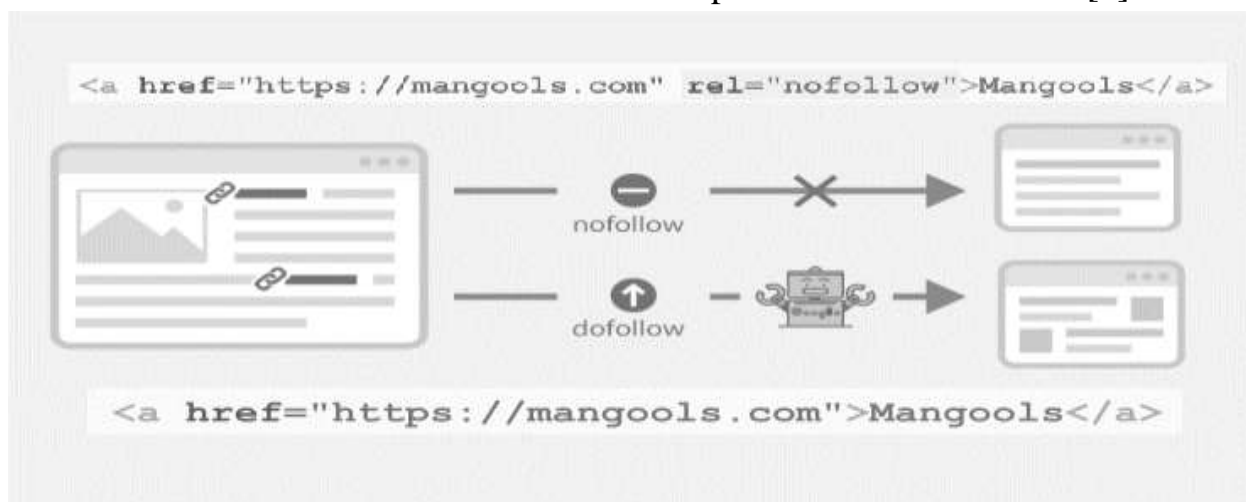 <a href="https://mangools.com" rel="nofollow">Mangools</a>
nofollow
dofollow
<a href="https://mangools.com">Mangools</a>